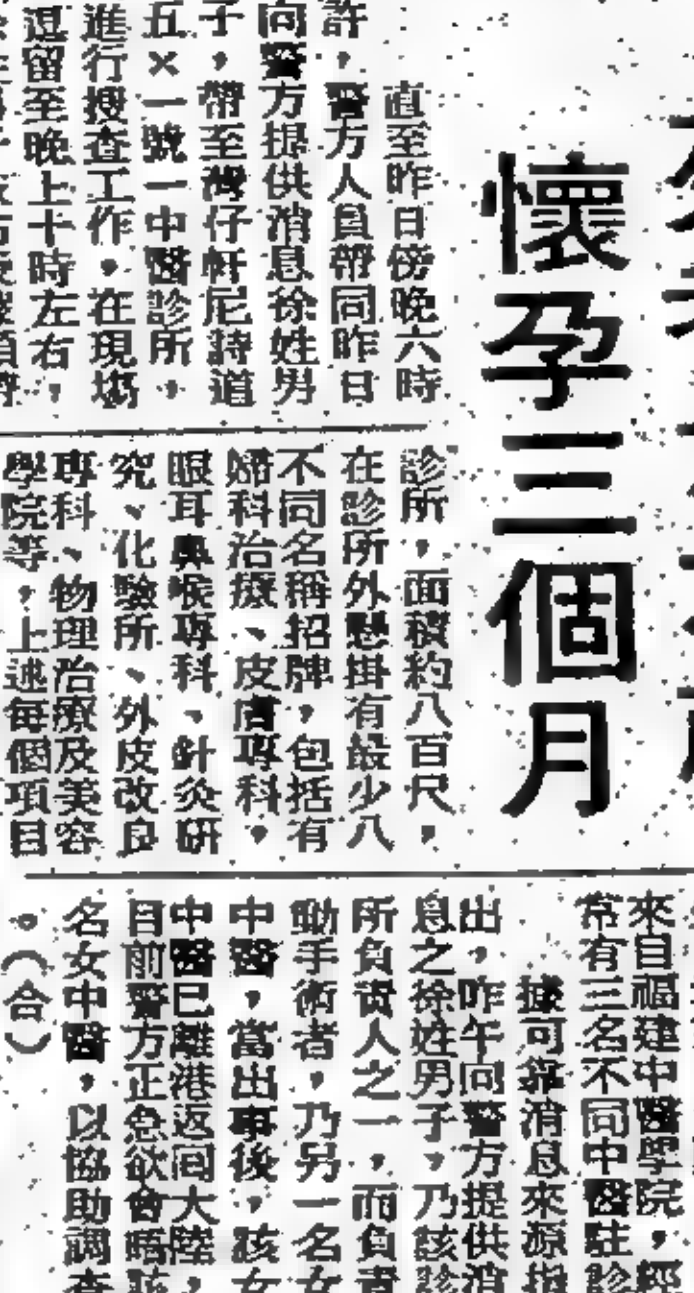 懷孕三個月
直至昨日傍晚六時
許，警方人員帶同昨日
向警方提供消息徐姓男
子，帶至灣仔軒尼詩道
五×一號一中醫診所，
進行搜查工作，在現場
逗留至晚上十時左右，
診所，面積約八百尺，
在診所外懸掛有最少八
不同名稱招牌，包括有
婦科治療、皮膚專科，
眼耳鼻喉專科、針灸研
究、化驗所、外皮改良
專科、物理治療及美容
學院等，上述每個項目
來自福建中醫學院，經
常有三名不同中醫駐診
據可靠消息來源指
出，昨午向警方提供消
息之徐姓男子，乃該診
所負責人之一，而負責
動手術者，乃另一名女
中醫，當出事後，該女
中醫已離港返回大陸，
目前警方正急欲會晤該
名女中醫，以協助調查
。（合）